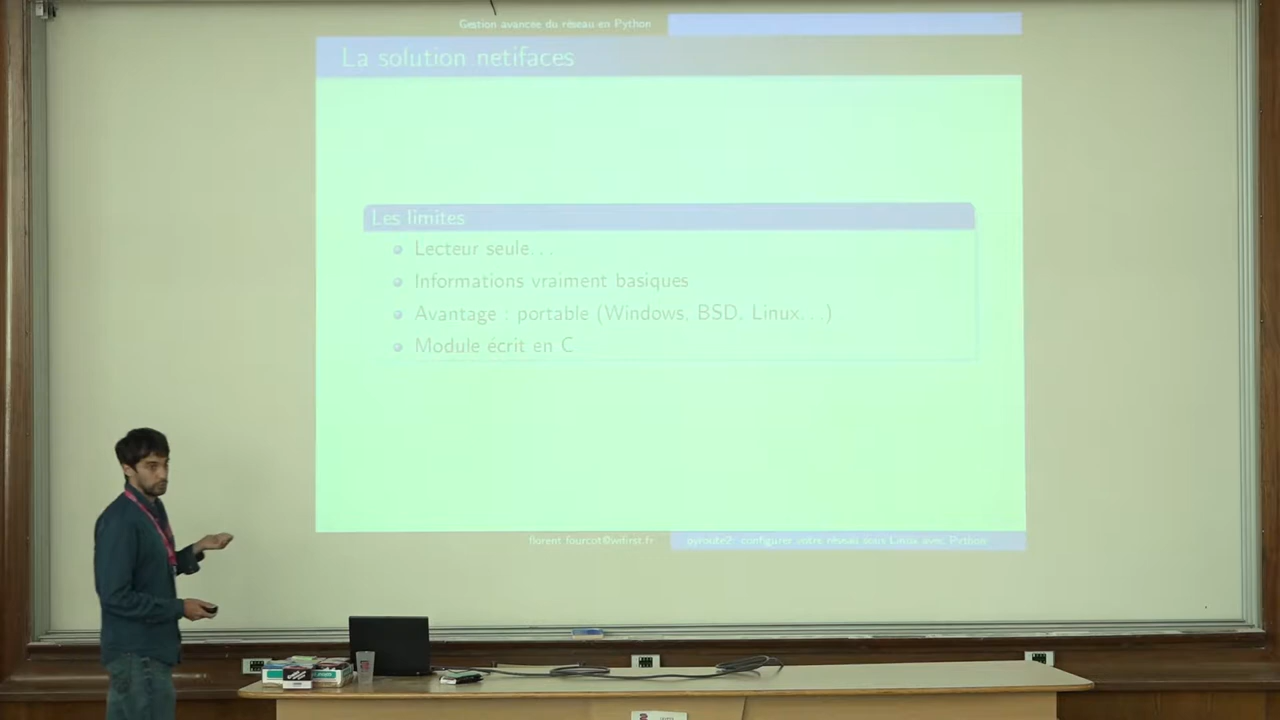 Gestion avancée du réseau en Python
La solution netifaces
Les limites
Lecteur seule...
Informations vraiment basiques
Avantage : portable (Windows, BSD, Linux...)
Module écrit en C
florent.fourcot@wifirst.fr
pyroute2: configurer votre réseau sous Linux avec Python
2